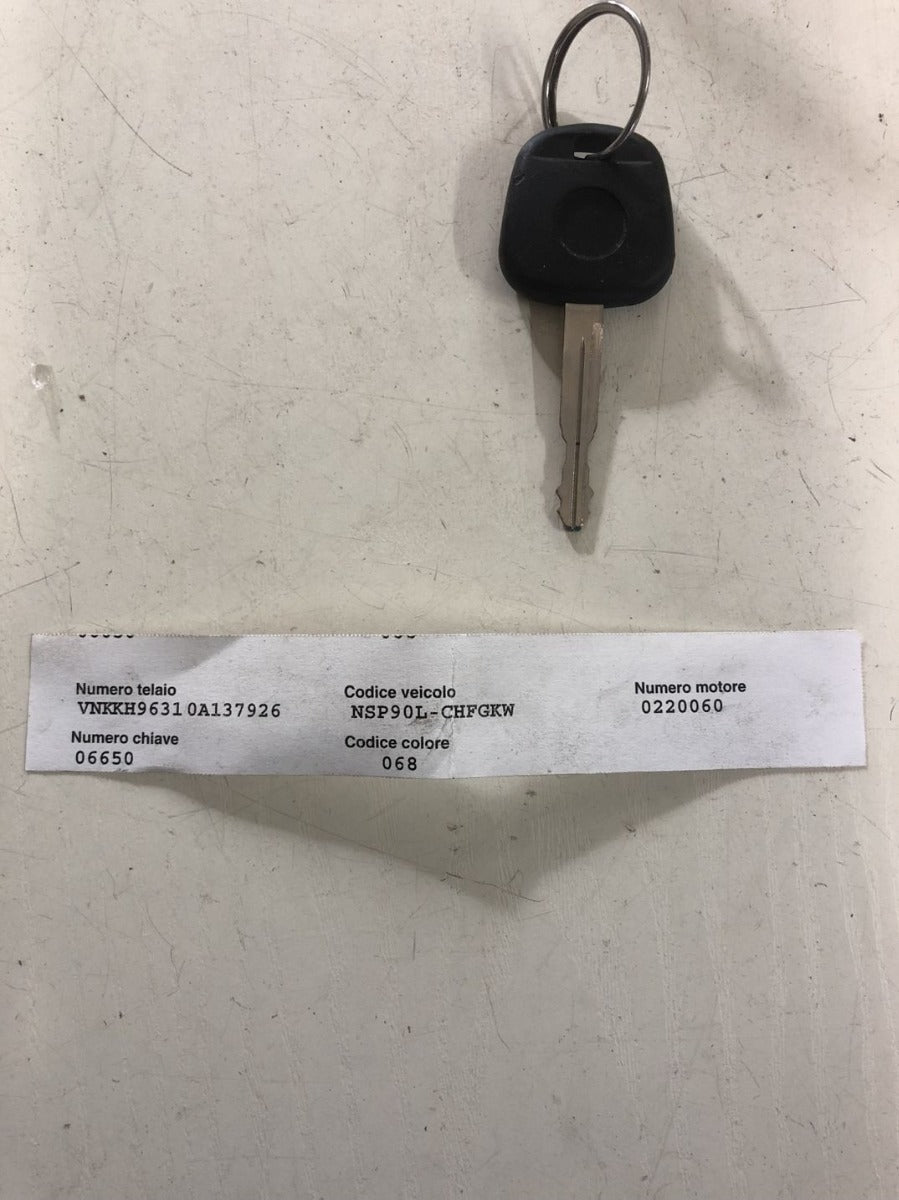 Numero telaio Codice veicolo Numero motore
VNKKH96310A137926 NSP90L-CHFGKW 0220060
Numero chiave Codice colore
06650 068